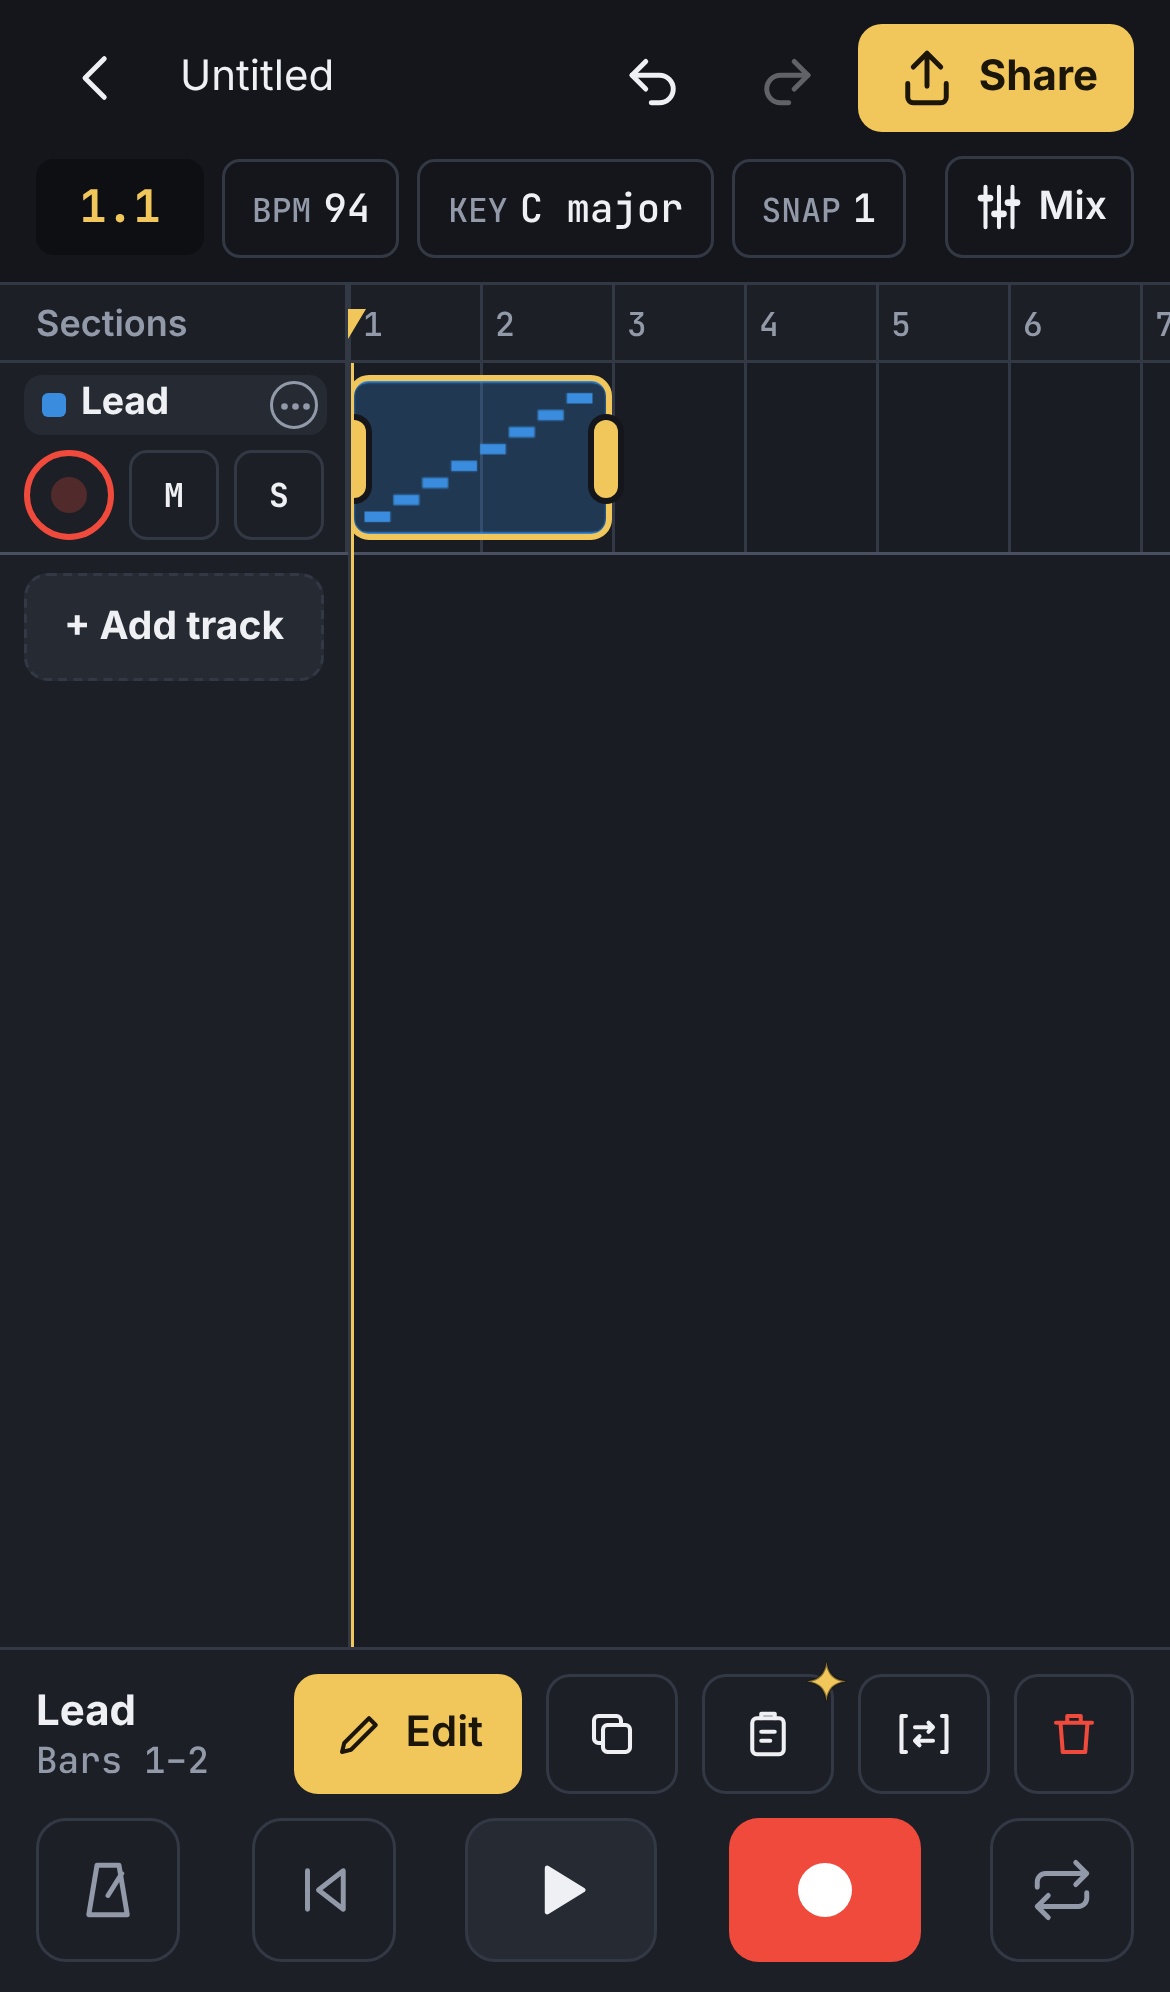 Untitled
Share
1.1
BPM 94
KEY C major
SNAP 1
Mix
Sections
1 2 3 4 5 6 7
Lead
M S
+ Add track
Lead
Bars 1–2
Edit